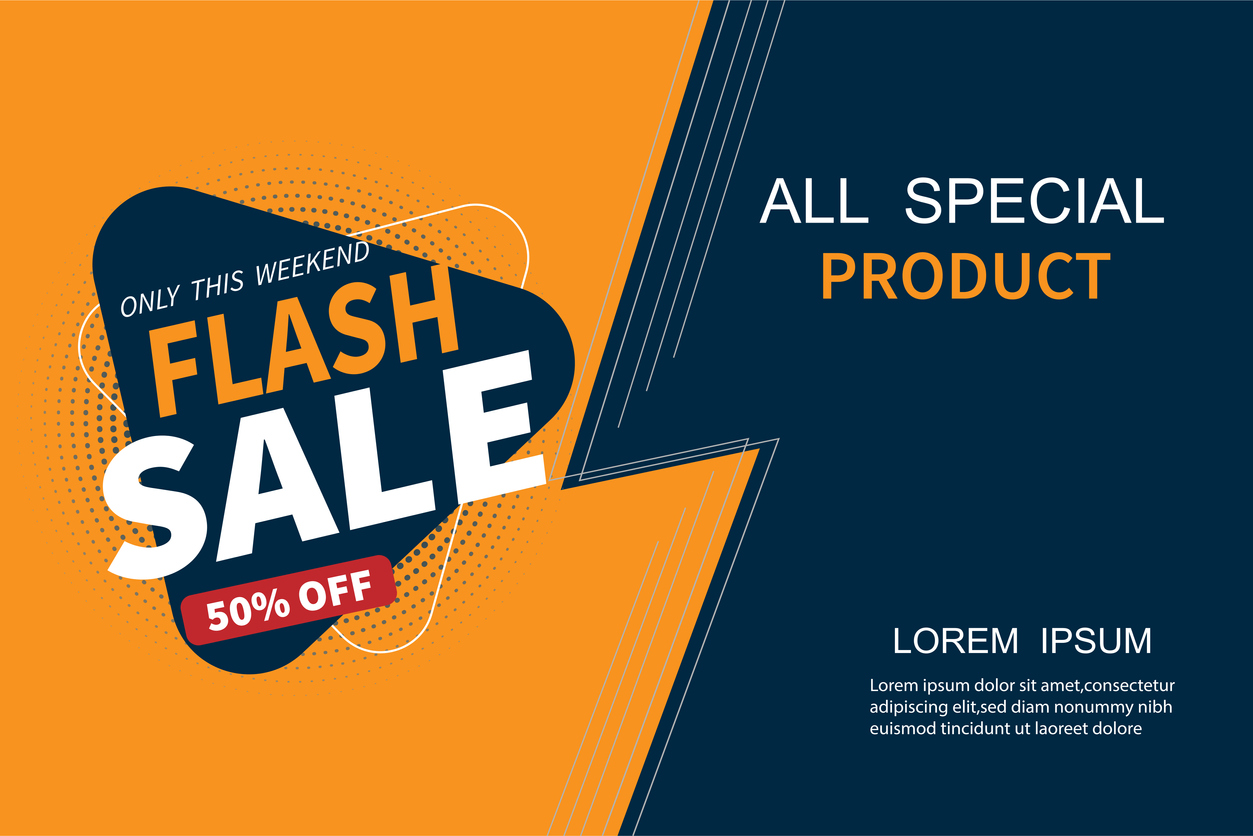 ONLY THIS WEEKEND
FLASH
SALE
50% OFF
ALL SPECIAL
PRODUCT
LOREM IPSUM
Lorem ipsum dolor sit amet,consectetur
adipiscing elit,sed diam nonummy nibh
euismod tincidunt ut laoreet dolore